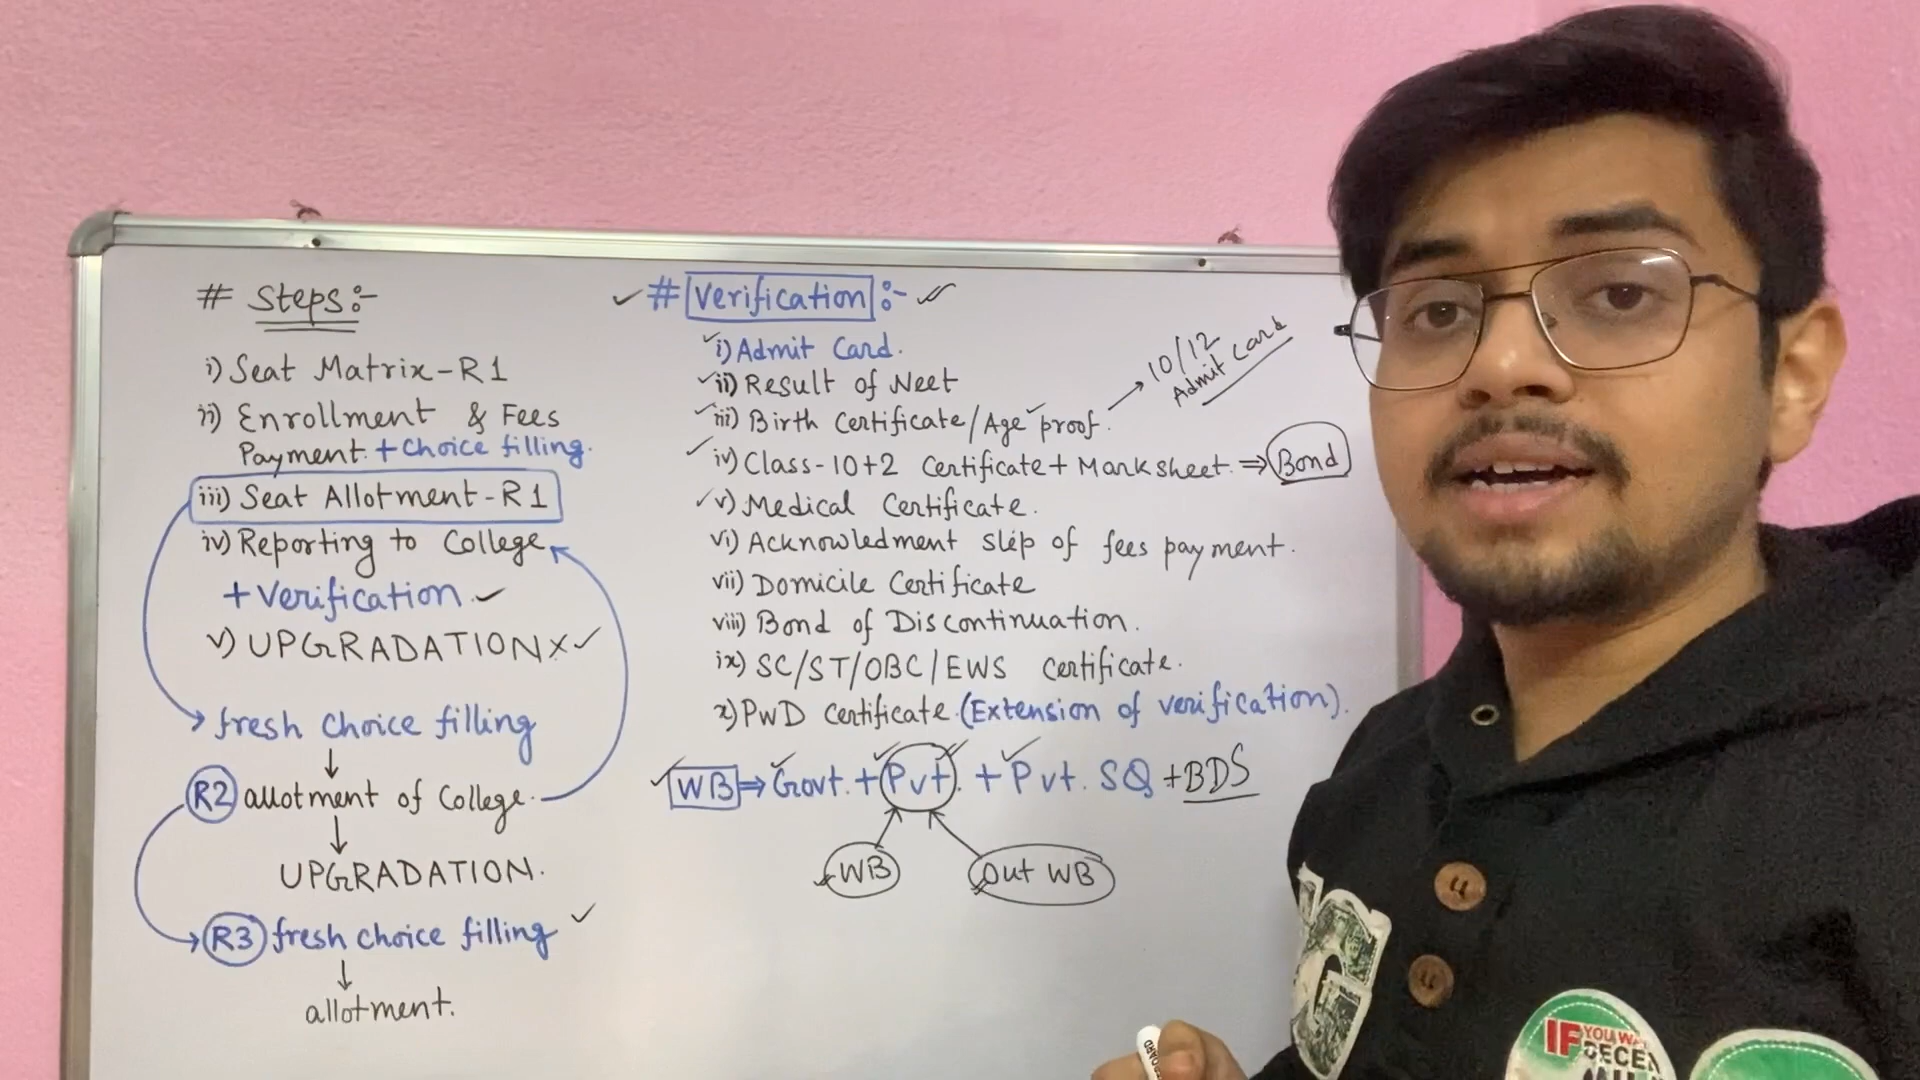 # Steps:-
i) Seat Matrix-R1
ii) Enrollment & Fees
Payment + Choice filling.
iii) Seat Allotment-R1
iv) Reporting to College
+ Verification ✓
v) UPGRADATION x ✓
→ fresh choice filling
↓
R2 allotment of College.
↓
UPGRADATION.
→ R3 fresh choice filling ✓
↓
allotment.
✓ # Verification :- ✓
✓ i) Admit Card.
✓ ii) Result of Neet
✓ iii) Birth Certificate/Age proof. → 10/12
Admit Card
✓ iv) Class-10+2 Certificate + Marksheet. ⇒ Bond
✓ v) Medical Certificate.
vi) Acknowledment slip of fees payment.
vii) Domicile Certificate
viii) Bond of Discontinuation.
ix) SC/ST/OBC/EWS Certificate.
x) PwD Certificate. (Extension of verification).
✓ WB ⇒ Govt. + Pvt. + Pvt. SQ + BDS
WB
Out WB
IF YOU WA
DECE